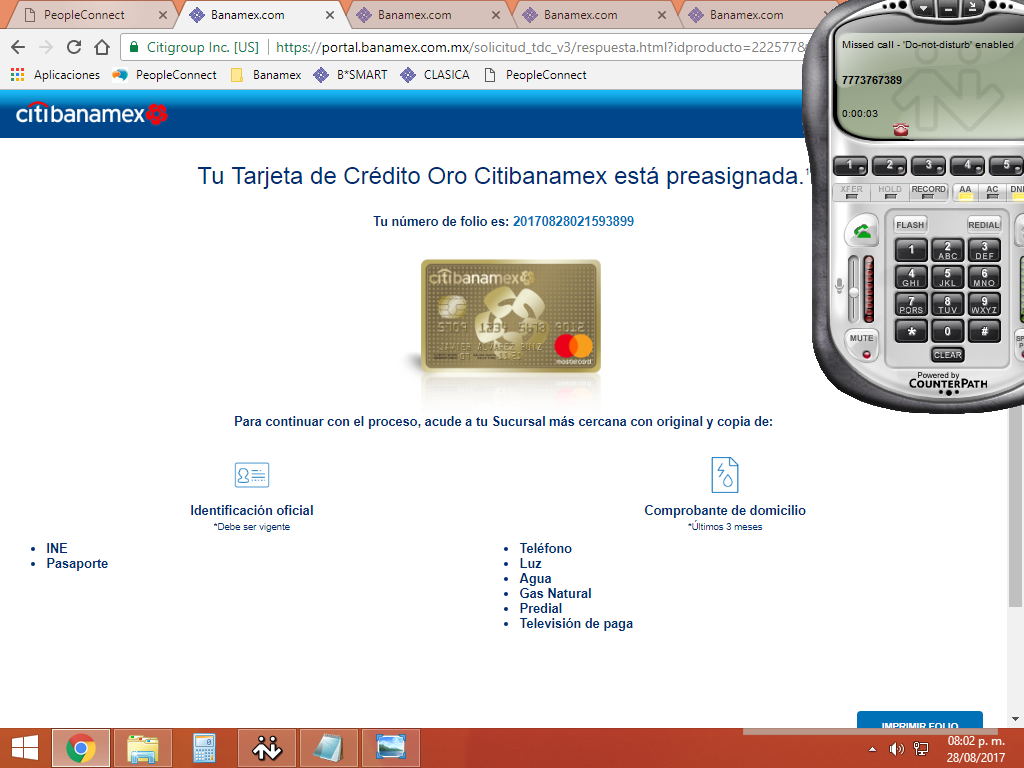 PeopleConnect
Banamex.com
Banamex.com
Banamex.com
Banamex.com
Citigroup Inc. [US]
https://portal.banamex.com.mx/solicitud_tdc_v3/respuesta.html?idproducto=222577&
Aplicaciones
PeopleConnect
Banamex
B*SMART
CLASICA
PeopleConnect
citibanamex
Tu Tarjeta de Crédito Oro Citibanamex está preasignada.
Tu número de folio es: 20170828021593899
citibanamex
5709 1234 5678 9012
JAVIER ALVAREZ RUIZ
mastercard
Para continuar con el proceso, acude a tu Sucursal más cercana con original y copia de:
Identificación oficial
*Debe ser vigente
INE
Pasaporte
Comprobante de domicilio
*Últimos 3 meses
Teléfono
Luz
Agua
Gas Natural
Predial
Televisión de paga
IMPRIMIR FOLIO
Missed call - 'Do-not-disturb' enabled
7773767389
0:00:03
1 2 3 4 5
XFER HOLD RECORD AA AC
FLASH REDIAL
1 2 ABC 3 DEF
4 GHI 5 JKL 6 MNO
7 PQRS 8 TUV 9 WXYZ
* 0 #
MUTE
CLEAR
Powered by
COUNTERPATH
08:02 p. m.
28/08/2017